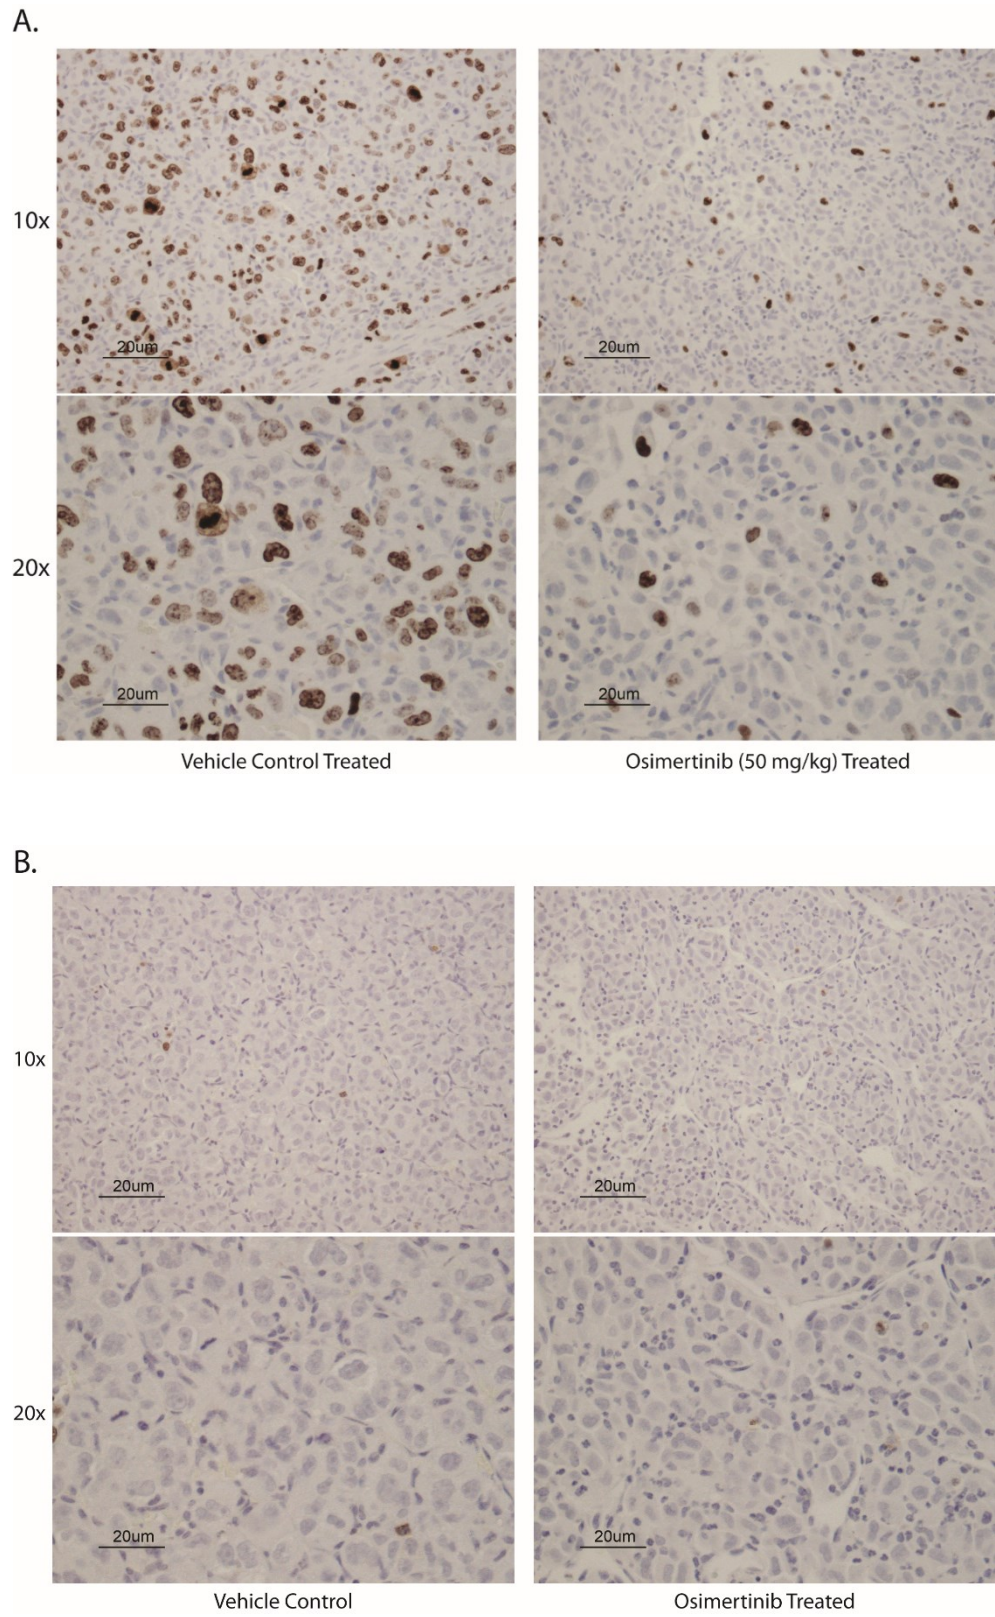 A.
10x
20um
20um
20x
20um
20um
Vehicle Control Treated
Osimertinib (50 mg/kg) Treated
B.
10x
20um
20um
20x
20um
20um
Vehicle Control
Osimertinib Treated